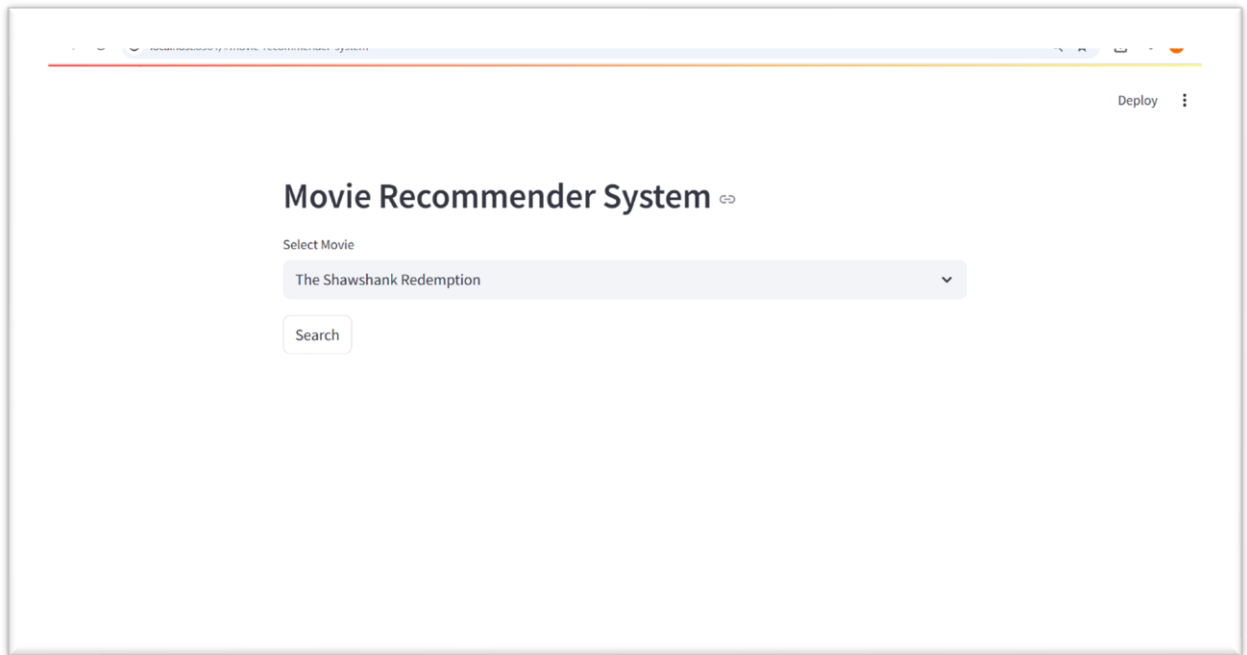 Deploy
Movie Recommender System
Select Movie
The Shawshank Redemption
Search